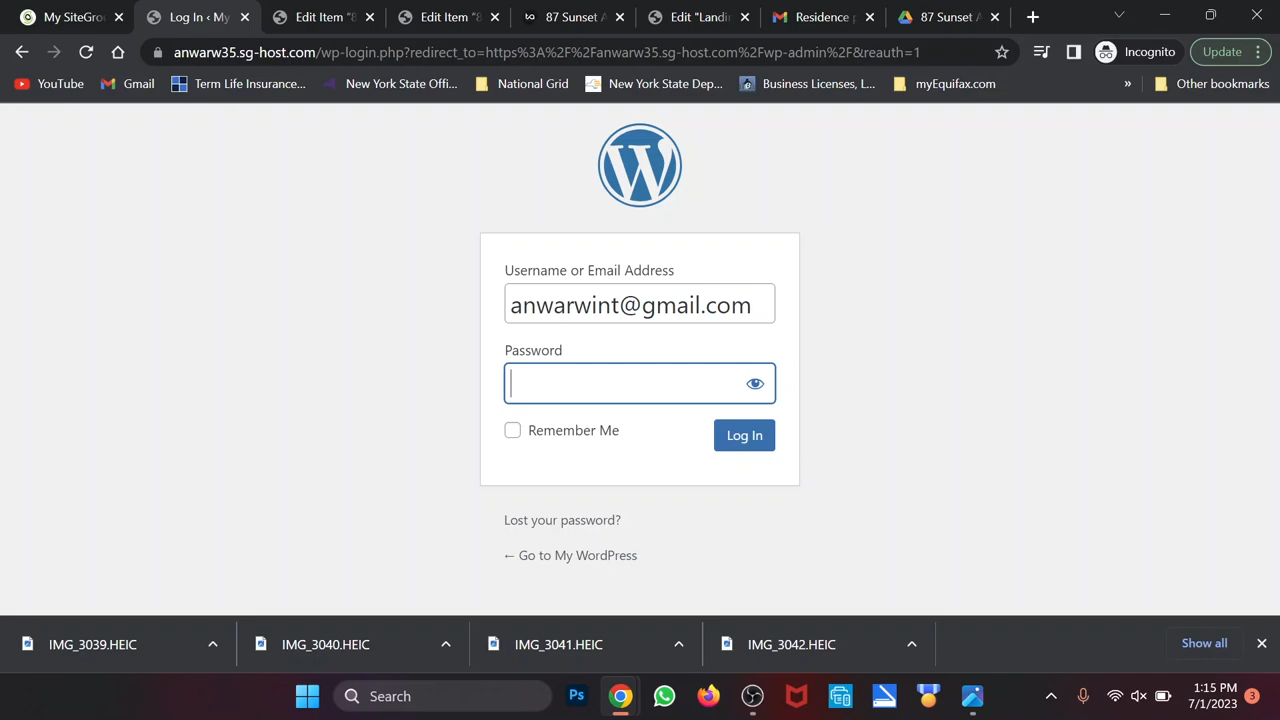 My SiteGro
Log In ‹ My
Edit Item "8
Edit Item "8
87 Sunset A
Edit "Landi
Residence p
87 Sunset A
anwarw35.sg-host.com/wp-login.php?redirect_to=https%3A%2F%2Fanwarw35.sg-host.com%2Fwp-admin%2F&reauth=1
Incognito
Update
YouTube
Gmail
Term Life Insurance...
New York State Offi...
National Grid
New York State Dep...
Business Licenses, L...
myEquifax.com
»
Other bookmarks
Username or Email Address
anwarwint@gmail.com
Password
Remember Me
Log In
Lost your password?
← Go to My WordPress
IMG_3039.HEIC
IMG_3040.HEIC
IMG_3041.HEIC
IMG_3042.HEIC
Show all
Search
Ps
1:15 PM
7/1/2023
3